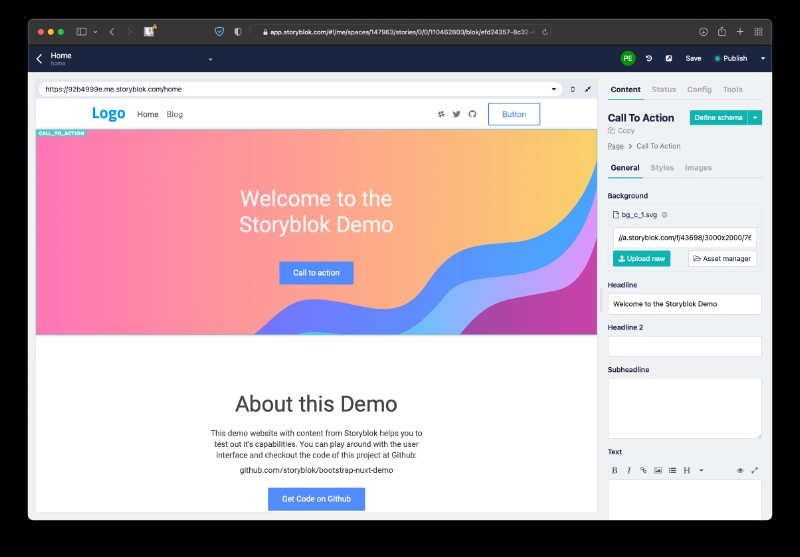 app.storyblok.com/#!/me/spaces/147963/stories/0/0/110462803/blok/efd24357-8c32-
Home
home
PE
Save
Publish
https://92b4999e.me.storyblok.com/home
Content Status Config Tools
Logo Home Blog Button
Call To Action
Define schema
Copy
CALL_TO_ACTION
Page > Call To Action
General Styles Images
Background
bg_c_1.svg
//a.storyblok.com/f/43698/3000x2000/76
Upload new
Asset manager
Welcome to the
Storyblok Demo
Call to action
Headline
Welcome to the Storyblok Demo
Headline 2
Subheadline
About this Demo
This demo website with content from Storyblok helps you to
test out it's capabilities. You can play around with the user
interface and checkout the code of this project at Github:
github.com/storyblok/bootstrap-nuxt-demo
Get Code on Github
Text
B I H